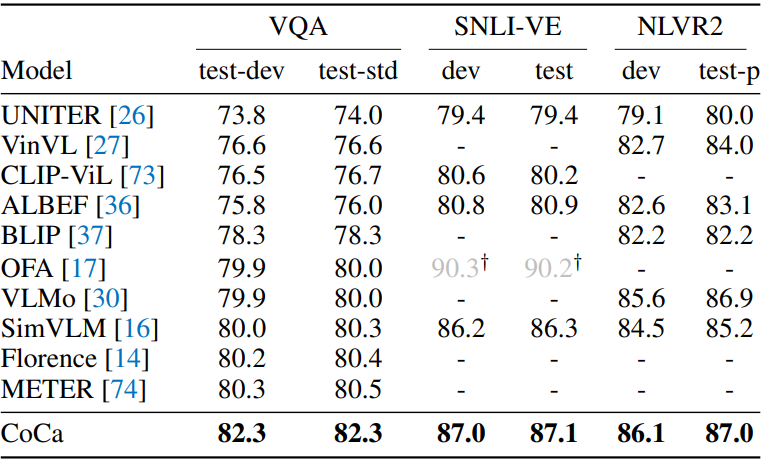 VQA SNLI-VE NLVR2
Model test-dev test-std dev test dev test-p
UNITER [26] 73.8 74.0 79.4 79.4 79.1 80.0
VinVL [27] 76.6 76.6 - - 82.7 84.0
CLIP-ViL [73] 76.5 76.7 80.6 80.2 - -
ALBEF [36] 75.8 76.0 80.8 80.9 82.6 83.1
BLIP [37] 78.3 78.3 - - 82.2 82.2
OFA [17] 79.9 80.0 90.3† 90.2† - -
VLMo [30] 79.9 80.0 - - 85.6 86.9
SimVLM [16] 80.0 80.3 86.2 86.3 84.5 85.2
Florence [14] 80.2 80.4 - - - -
METER [74] 80.3 80.5 - - - -
CoCa 82.3 82.3 87.0 87.1 86.1 87.0